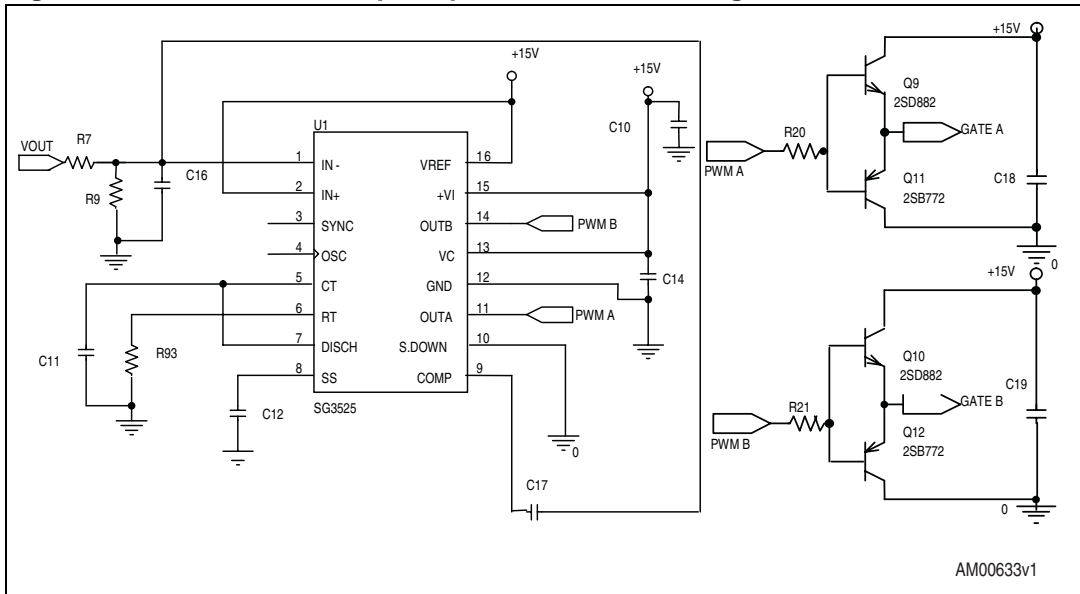 +15V
+15V
+15V
U1
C10
Q9
2SD882
VOUT
R7
R20
GATE A
1
IN -
VREF
16
PWM A
C16
Q11
2SB772
C18
R9
2
IN+
+VI
15
3
SYNC
OUTB
14
PWM B
4
OSC
VC
13
0
+15V
5
CT
GND
12
C14
6
RT
OUTA
11
PWM A
C11
R93
7
DISCH
S.DOWN
10
Q10
2SD882
C19
8
SS
COMP
9
R21
GATE B
C12
SG3525
PWM B
Q12
2SB772
0
C17
0
AM00633v1